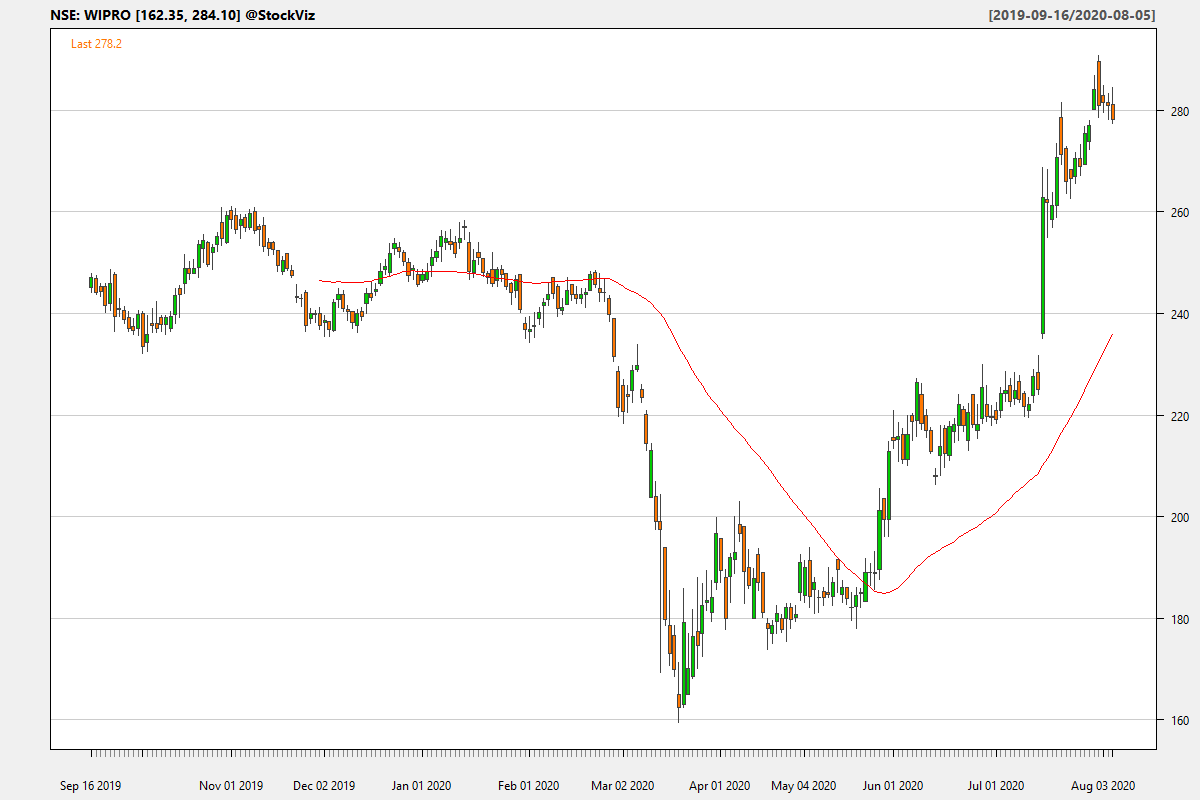 NSE: WIPRO [162.35, 284.10] @StockViz
[2019-09-16/2020-08-05]
Last 278.2
280
260
240
220
200
180
160
Sep 16 2019
Nov 01 2019
Dec 02 2019
Jan 01 2020
Feb 01 2020
Mar 02 2020
Apr 01 2020
May 04 2020
Jun 01 2020
Jul 01 2020
Aug 03 2020